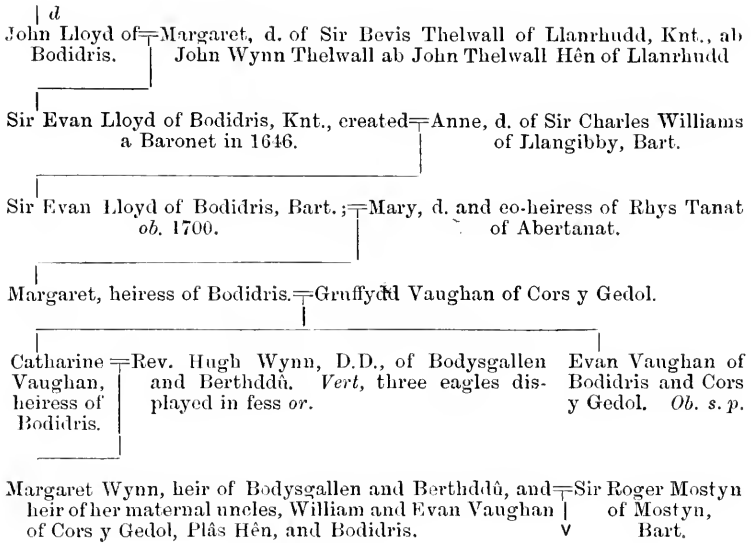 d
John Lloyd of Margaret, d. of Sir Bevis Thelwall of Llanrhudd, Knt., ab
Bodidris. John Wynn Thelwall ab John Thelwall Hên of Llanrhudd
Sir Evan Lloyd of Bodidris, Knt., created Anne, d. of Sir Charles Williams
a Baronet in 1646. of Llangibby, Bart.
Sir Evan Lloyd of Bodidris, Bart.; Mary, d. and co-heiress of Rhys Tanat
ob. 1700. of Abertanat.
Margaret, heiress of Bodidris. Gruffydd Vaughan of Cors y Gedol.
Catharine Rev. Hugh Wynn, D.D., of Bodysgallen Evan Vaughan of
Vaughan, and Berthddû. Vert, three eagles dis- Bodidris and Cors
heiress of played in fess or. y Gedol. Ob. s. p.
Bodidris.
Margaret Wynn, heir of Bodysgallen and Berthddû, and Sir Roger Mostyn
heir of her maternal uncles, William and Evan Vaughan of Mostyn,
of Cors y Gedol, Plâs Hên, and Bodidris. v Bart.